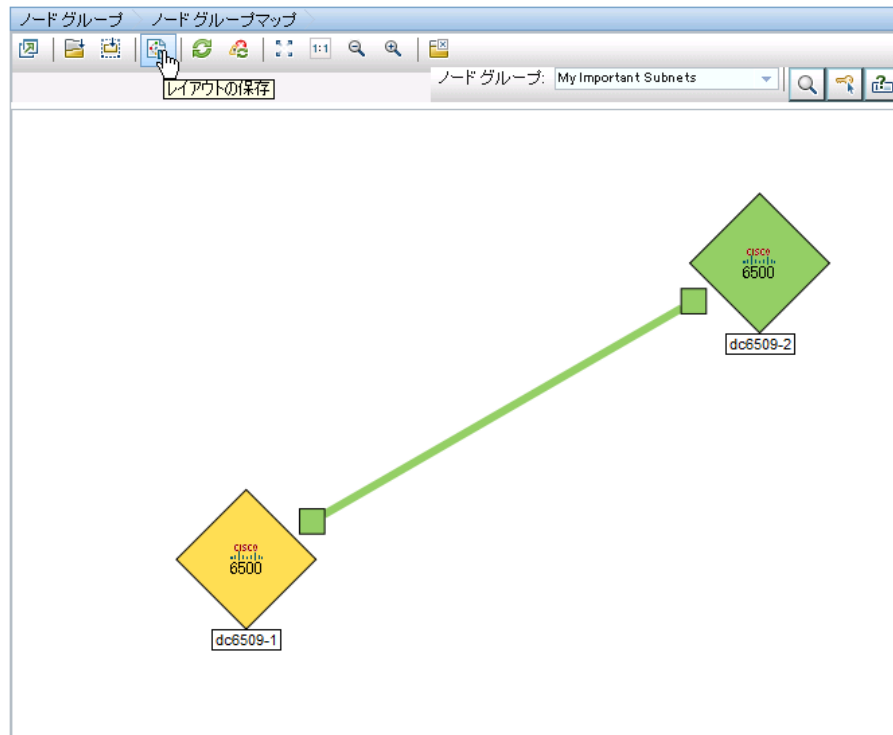 ノード グループ ノード グループマップ
1:1
レイアウトの保存
ノード グループ: My Important Subnets
cisco
6500
dc6509-2
cisco
6500
dc6509-1